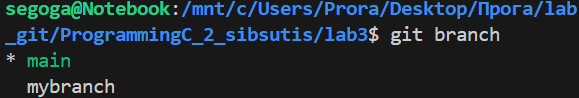 segoga@Notebook:/mnt/c/Users/Prora/Desktop/Прога/lab
_git/ProgrammingC_2_sibsutis/lab3$ git branch
* main
  mybranch